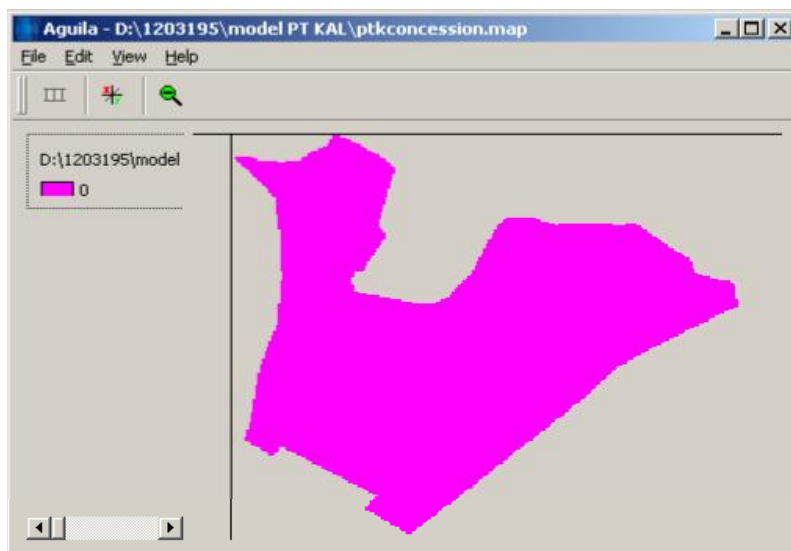 Aguila - D:\1203195\model PT KAL\ptkconcession.map
File Edit View Help
D:\1203195\model
0